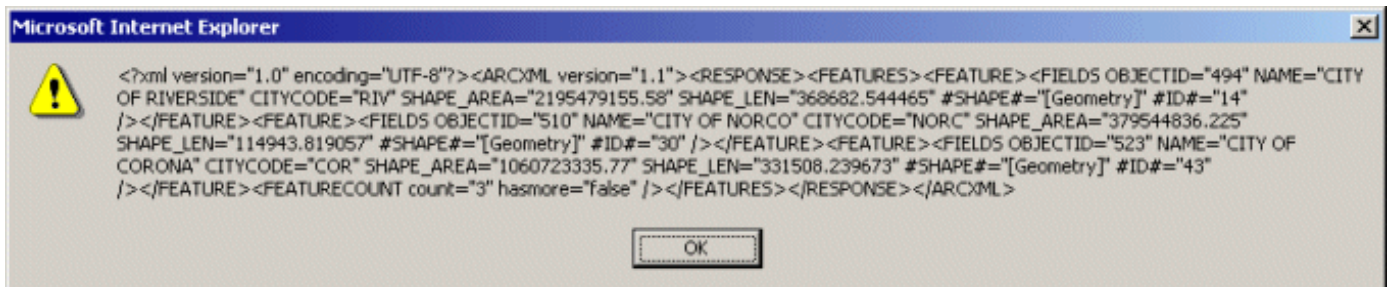 Microsoft Internet Explorer
<?xml version="1.0" encoding="UTF-8"?><ARCXML version="1.1"><RESPONSE><FEATURES><FEATURE><FIELDS OBJECTID="494" NAME="CITY
OF RIVERSIDE" CITYCODE="RIV" SHAPE_AREA="2195479155.58" SHAPE_LEN="368682.544465" #SHAPE#="[Geometry]" #ID#="14"
/></FEATURE><FEATURE><FIELDS OBJECTID="510" NAME="CITY OF NORCO" CITYCODE="NORC" SHAPE_AREA="379544836.225"
SHAPE_LEN="114943.819057" #SHAPE#="[Geometry]" #ID#="30" /></FEATURE><FEATURE><FIELDS OBJECTID="523" NAME="CITY OF
CORONA" CITYCODE="COR" SHAPE_AREA="1060723335.77" SHAPE_LEN="331508.239673" #SHAPE#="[Geometry]" #ID#="43"
/></FEATURE><FEATURECOUNT count="3" hasmore="false" /></FEATURES></RESPONSE></ARCXML>
OK